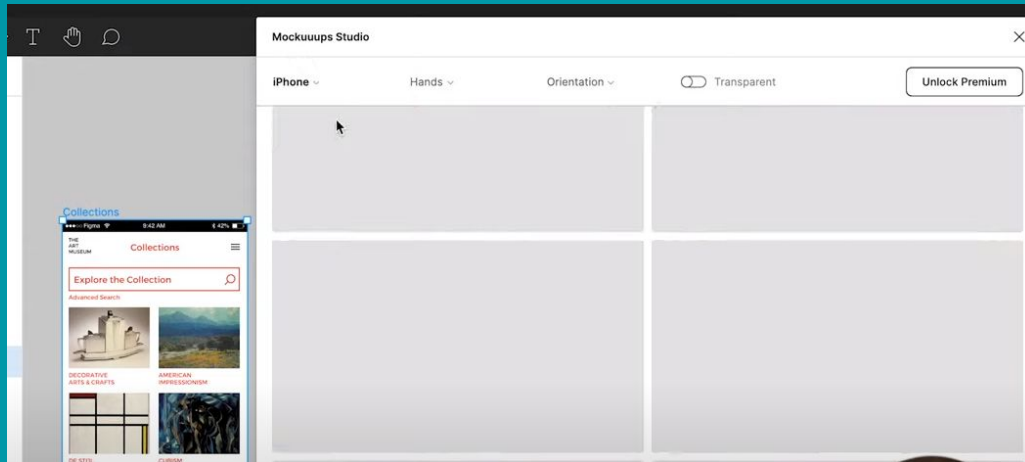 T
Mockuuups Studio
iPhone
Hands
Orientation
Transparent
Unlock Premium
Collections
Figma
9:42 AM
42%
THE
ART
MUSEUM
Collections
Explore the Collection
Advanced Search
DECORATIVE
ARTS & CRAFTS
AMERICAN
IMPRESSIONISM
DE STIJL
CUBISM